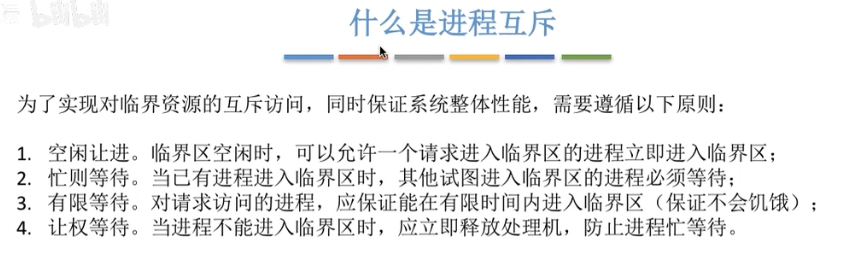 bilibili
什么是进程互斥
为了实现对临界资源的互斥访问，同时保证系统整体性能，需要遵循以下原则：
1. 空闲让进。临界区空闲时，可以允许一个请求进入临界区的进程立即进入临界区；
2. 忙则等待。当已有进程进入临界区时，其他试图进入临界区的进程必须等待；
3. 有限等待。对请求访问的进程，应保证能在有限时间内进入临界区（保证不会饥饿）；
4. 让权等待。当进程不能进入临界区时，应立即释放处理机，防止进程忙等待。